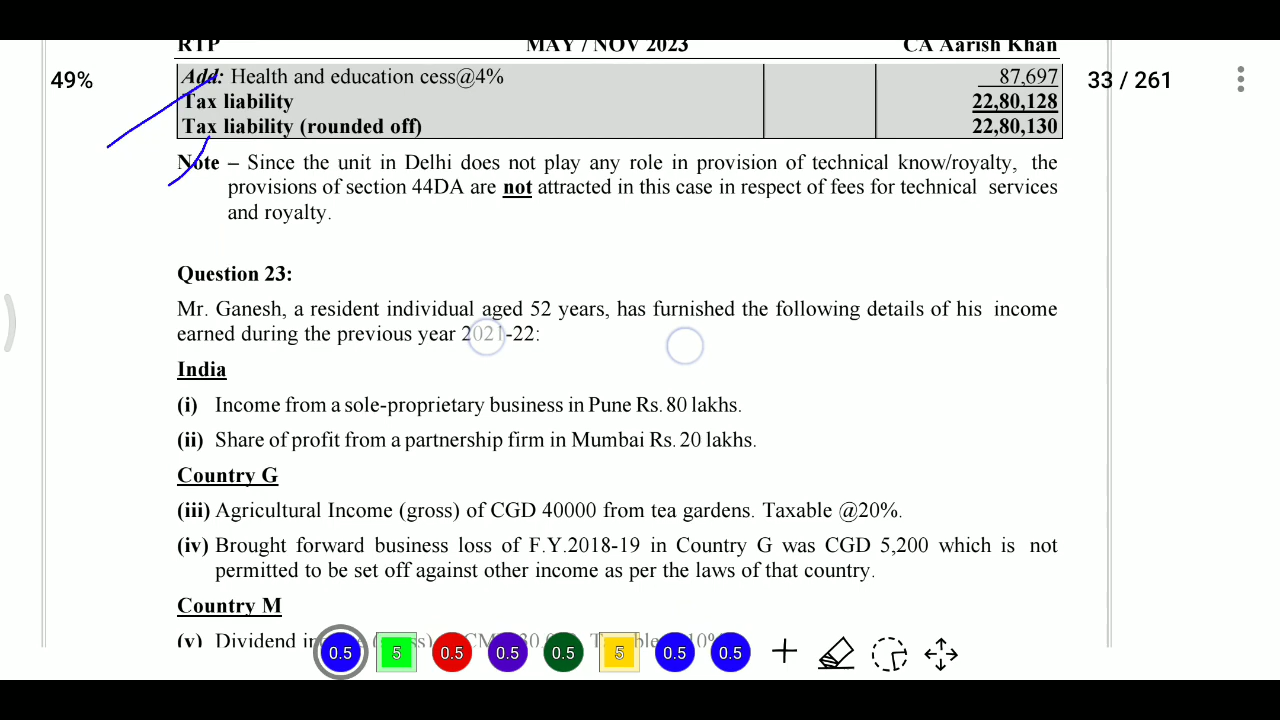 RTP MAY / NOV 2023 CA Aarish Khan
49%
Add: Health and education cess@4% 87,697
33 / 261
Tax liability 22,80,128
Tax liability (rounded off) 22,80,130
Note – Since the unit in Delhi does not play any role in provision of technical know/royalty, the
provisions of section 44DA are not attracted in this case in respect of fees for technical services
and royalty.
Question 23:
Mr. Ganesh, a resident individual aged 52 years, has furnished the following details of his income
earned during the previous year 2021-22:
India
(i) Income from a sole-proprietary business in Pune Rs. 80 lakhs.
(ii) Share of profit from a partnership firm in Mumbai Rs. 20 lakhs.
Country G
(iii) Agricultural Income (gross) of CGD 40000 from tea gardens. Taxable @20%.
(iv) Brought forward business loss of F.Y.2018-19 in Country G was CGD 5,200 which is not
permitted to be set off against other income as per the laws of that country.
Country M
(v) Dividend
0.5 5 0.5 0.5 0.5 5 0.5 0.5